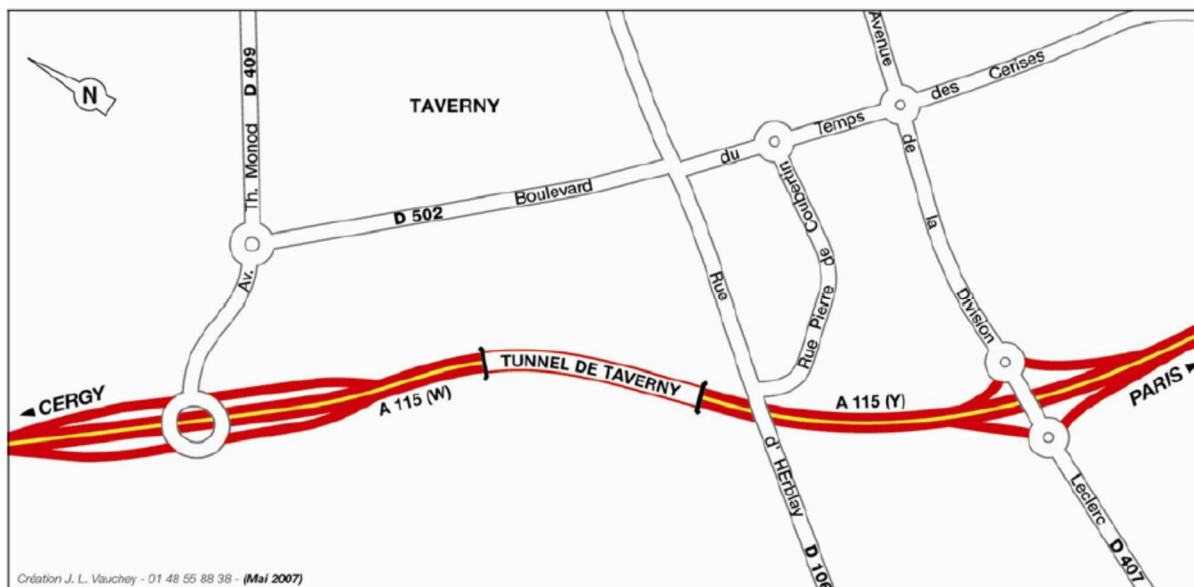 N
TAVERNY
Av. Th. Monod D 409
D 502 Boulevard du Temps des Cerises
Avenue de la Division Leclerc D 407
Rue d' HErblay D 106
Rue Pierre de Coubertin
CERGY
A 115 (W)
TUNNEL DE TAVERNY
A 115 (Y)
PARIS
Création J. L. Vauchey - 01 48 55 88 38 - (Mai 2007)